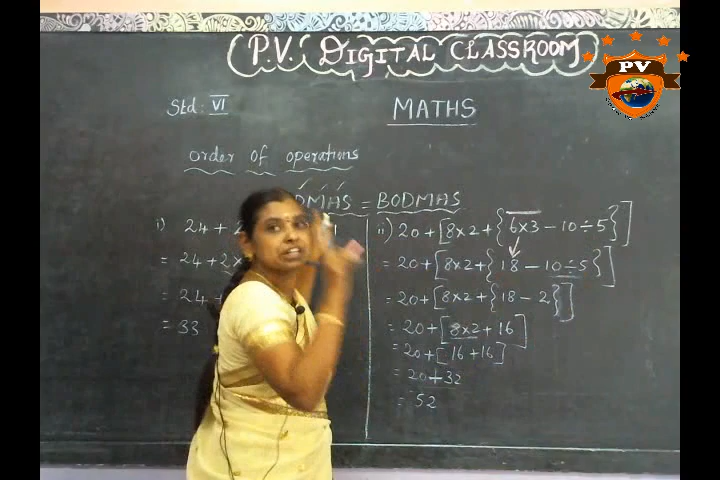 P.V. DIGITAL CLASSROOM
PV
Std: VI
MATHS
Order of operations
DMAS = BODMAS
i) 24 + 2
= 24 + 2×
= 24 +
= 33
ii) 20 + [8×2 + {6×3 - 10÷5}]
= 20 + [8×2 + {18 - 10÷5}]
= 20 + [8×2 + {18 - 2}]
= 20 + [8×2 + 16]
= 20 + [16 + 16]
= 20 + 32
= 52